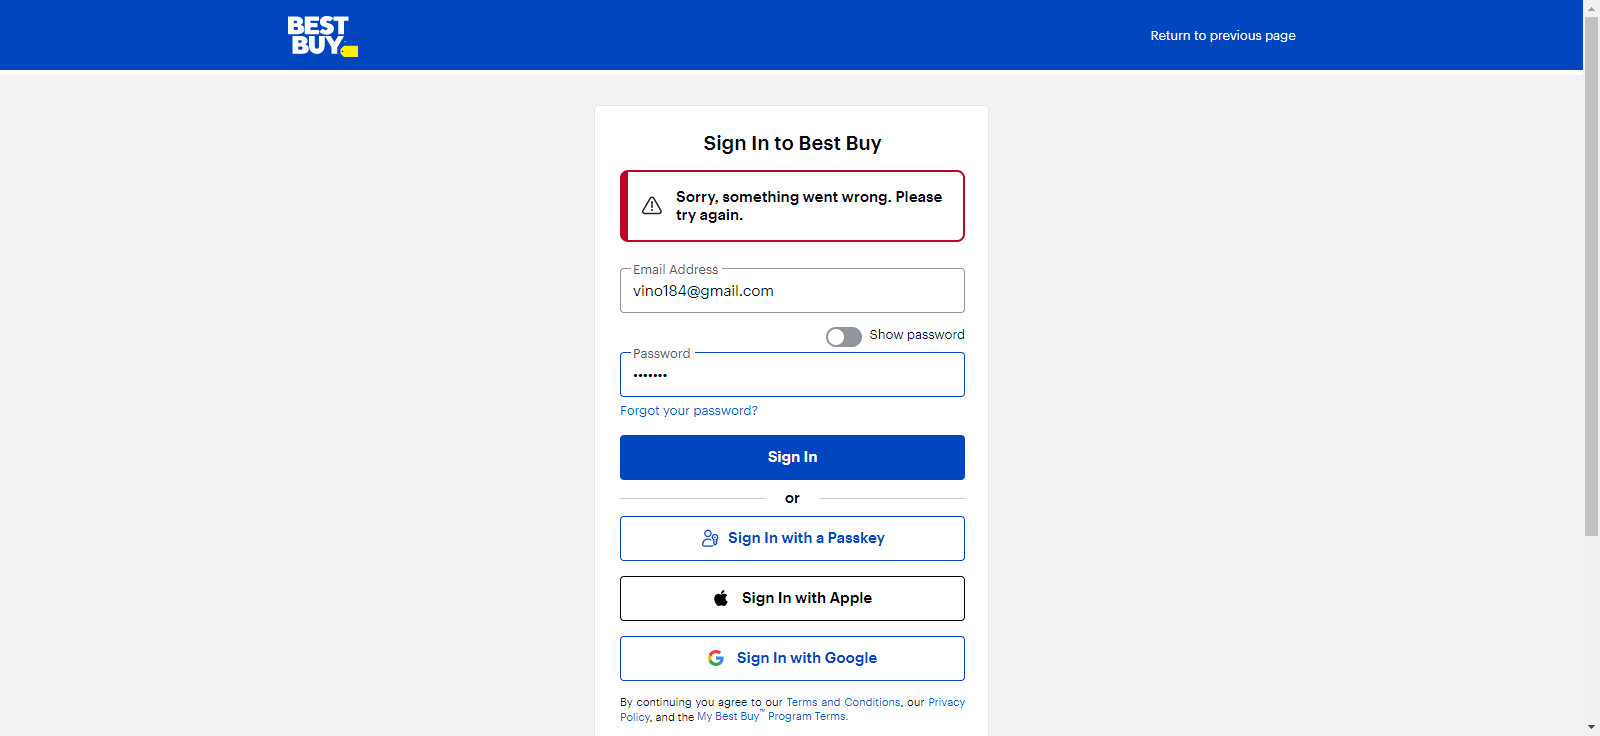 BEST
BUY
Return to previous page
Sign In to Best Buy
Sorry, something went wrong. Please
try again.
Email Address
vino184@gmail.com
Show password
Password
•••••••
Forgot your password?
Sign In
or
Sign In with a Passkey
Sign In with Apple
Sign In with Google
By continuing you agree to our Terms and Conditions, our Privacy
Policy, and the My Best Buy™ Program Terms.